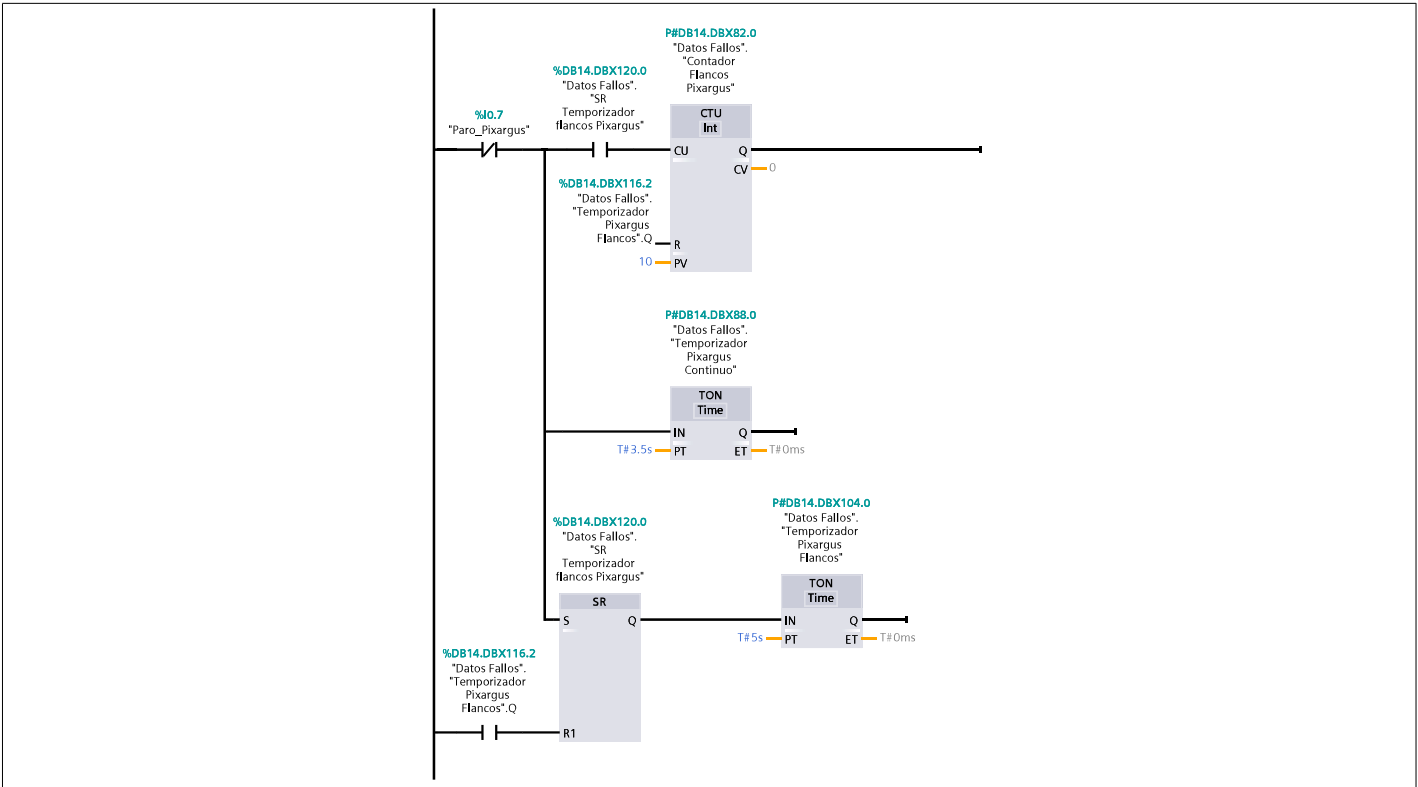 P#DB14.DBX82.0
"Datos Fallos".
"Contador
Flancos
Pixargus"
%DB14.DBX120.0
"Datos Fallos".
"SR
Temporizador
flancos Pixargus"
%I0.7
"Paro_Pixargus"
CTU
Int
CU
Q
CV
0
%DB14.DBX116.2
"Datos Fallos".
"Temporizador
Pixargus
Flancos".Q
R
10
PV
P#DB14.DBX88.0
"Datos Fallos".
"Temporizador
Pixargus
Continuo"
TON
Time
IN
Q
T#3.5s
PT
ET
T#0ms
P#DB14.DBX104.0
"Datos Fallos".
"Temporizador
Pixargus
Flancos"
%DB14.DBX120.0
"Datos Fallos".
"SR
Temporizador
flancos Pixargus"
TON
Time
SR
S
Q
IN
Q
T#5s
PT
ET
T#0ms
%DB14.DBX116.2
"Datos Fallos".
"Temporizador
Pixargus
Flancos".Q
R1